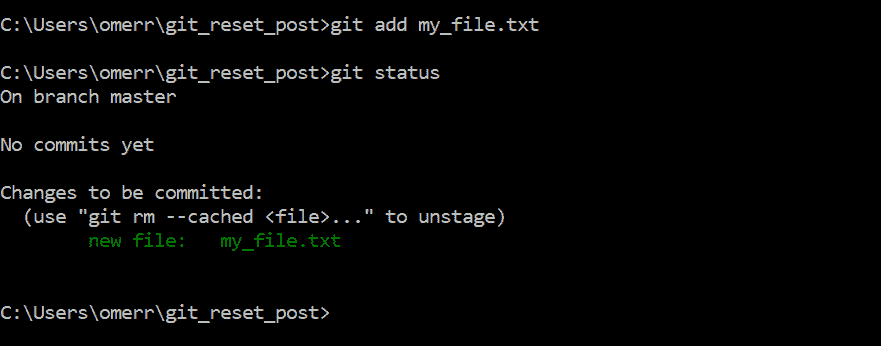 C:\Users\omerr\git_reset_post>git add my_file.txt
C:\Users\omerr\git_reset_post>git status
On branch master
No commits yet
Changes to be committed:
(use "git rm --cached <file>..." to unstage)
new file:   my_file.txt
C:\Users\omerr\git_reset_post>